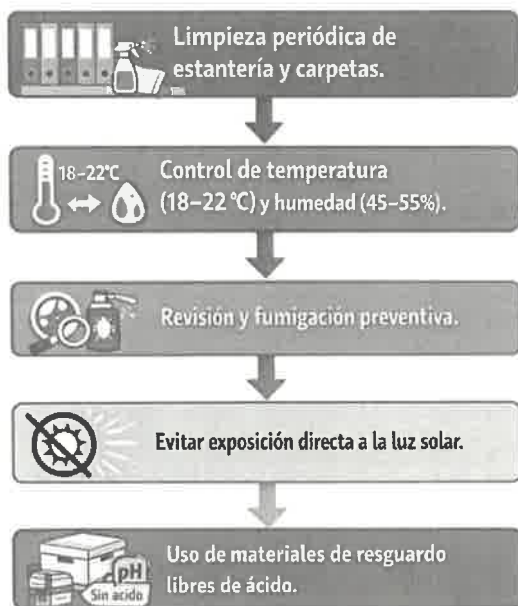 Limpieza periódica de
estantería y carpetas.
18–22°C
Control de temperatura
(18–22 °C) y humedad (45–55%).
Revisión y fumigación preventiva.
Evitar exposición directa a la luz solar.
pH
Sin acido
Uso de materiales de resguardo
libres de ácido.